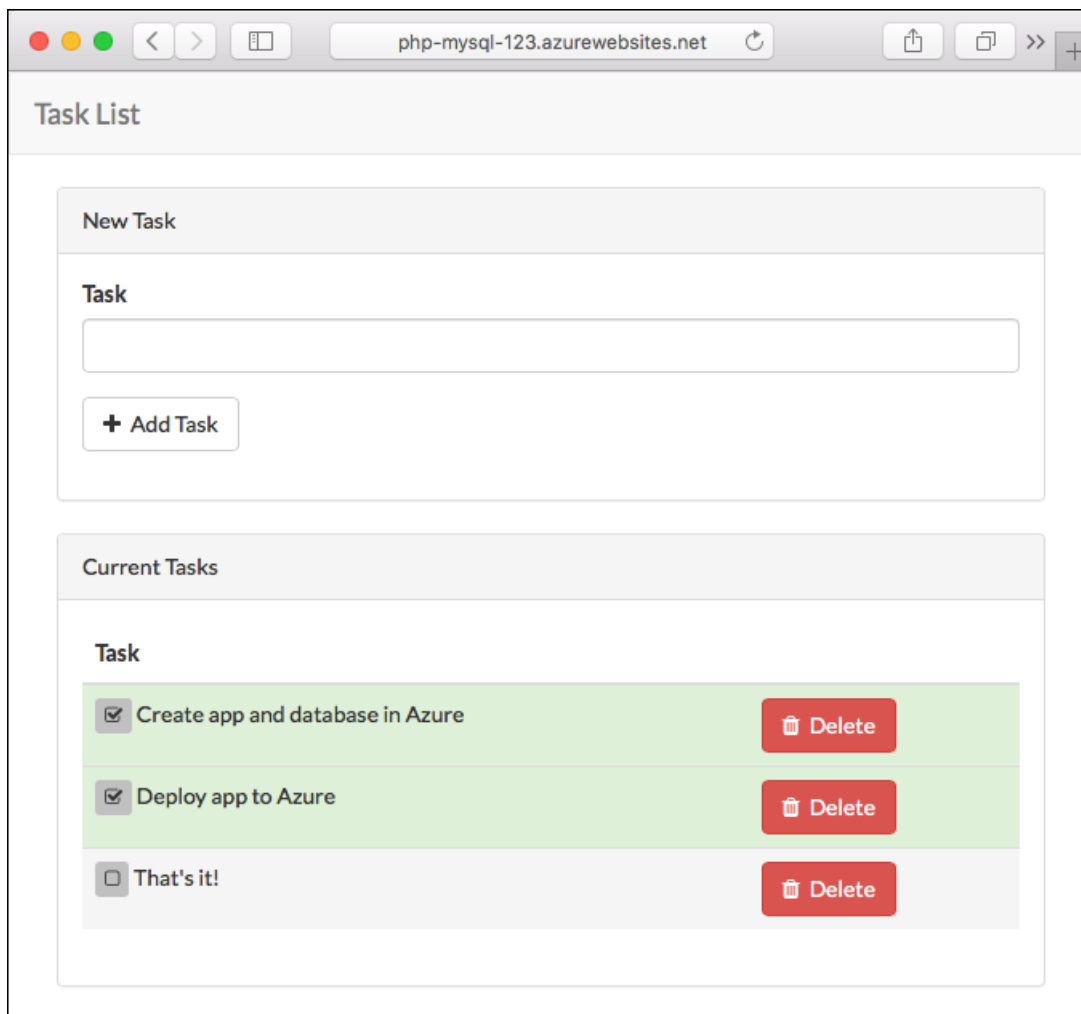 php-mysql-123.azurewebsites.net
Task List
New Task
Task
Add Task
Current Tasks
Task
Create app and database in Azure Delete
Deploy app to Azure Delete
That's it! Delete